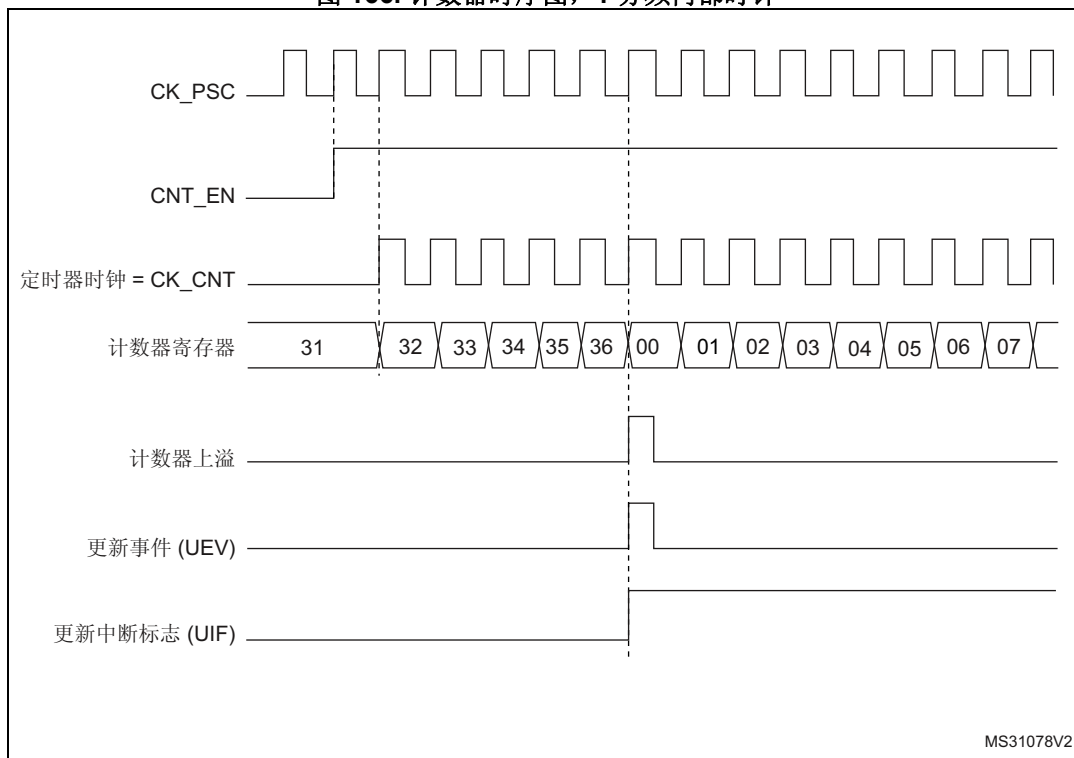 CK_PSC
CNT_EN
定时器时钟 = CK_CNT
计数器寄存器 31 32 33 34 35 36 00 01 02 03 04 05 06 07
计数器上溢
更新事件 (UEV)
更新中断标志 (UIF)
MS31078V2